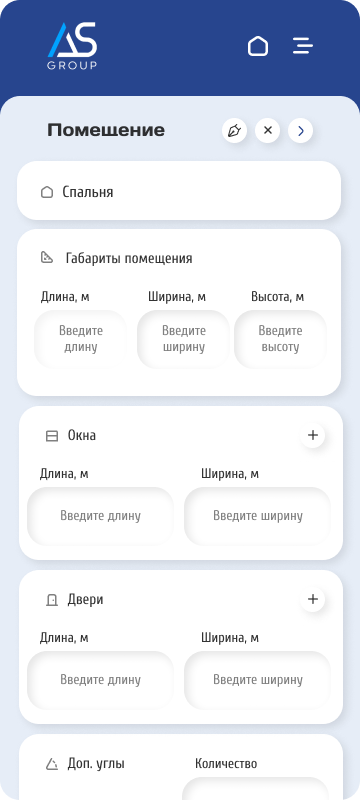 AS
GROUP
Помещение
Спальня
Габариты помещения
Длина, м Ширина, м Высота, м
Введите Введите Введите
длину ширину высоту
Окна
Длина, м Ширина, м
Введите длину Введите ширину
Двери
Длина, м Ширина, м
Введите длину Введите ширину
Доп. углы Количество